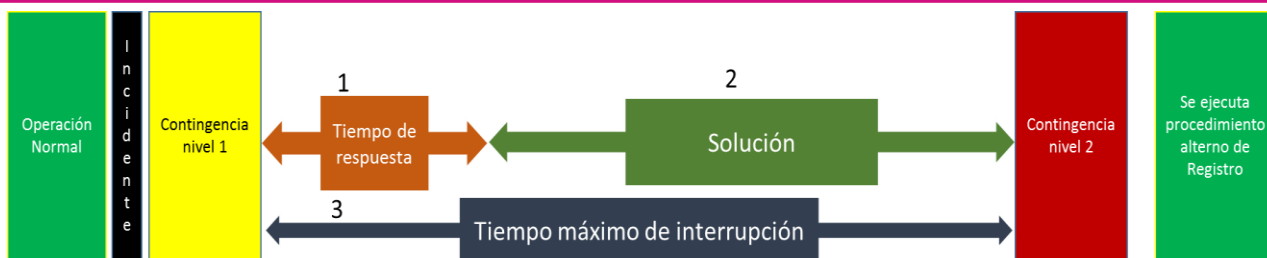 Operación
Normal
Incidente
Contingencia
nivel 1
1
Tiempo de
respuesta
2
Solución
3
Tiempo máximo de interrupción
Contingencia
nivel 2
Se ejecuta
procedimiento
alterno de
Registro